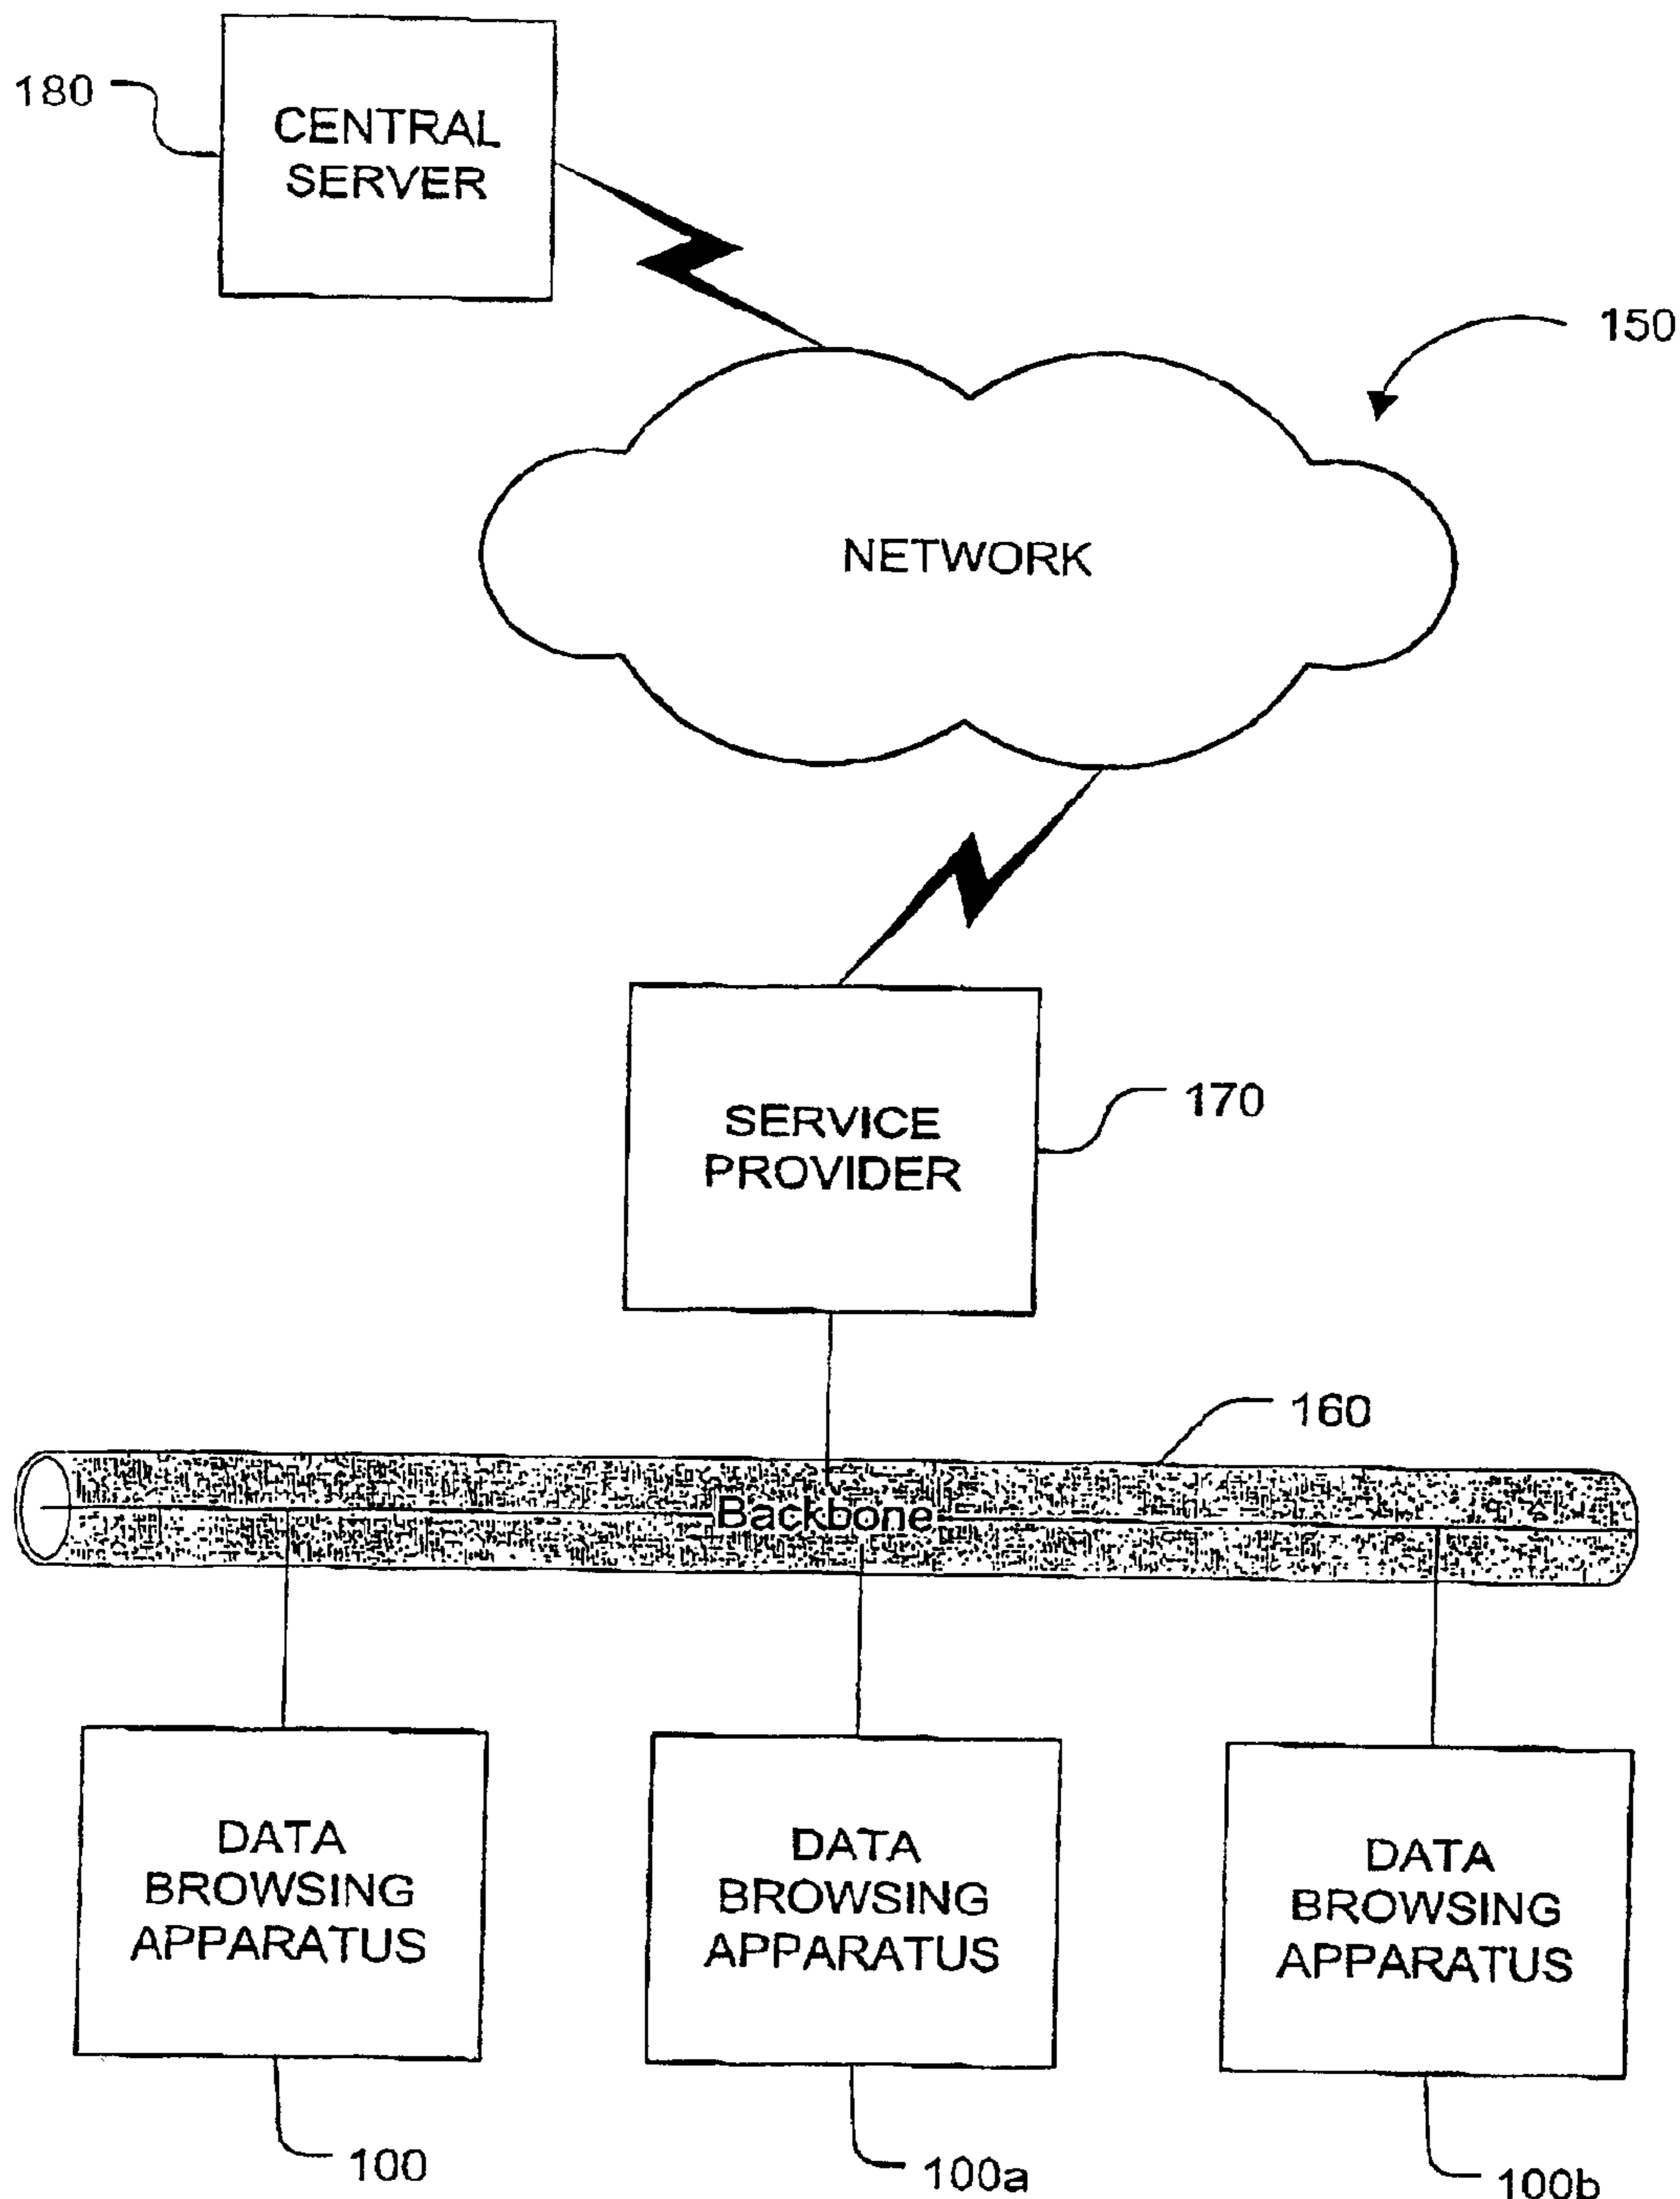 180
CENTRAL
SERVER
150
NETWORK
SERVICE
PROVIDER
170
160
Backbone
DATA
BROWSING
APPARATUS
DATA
BROWSING
APPARATUS
DATA
BROWSING
APPARATUS
100
100a
100b